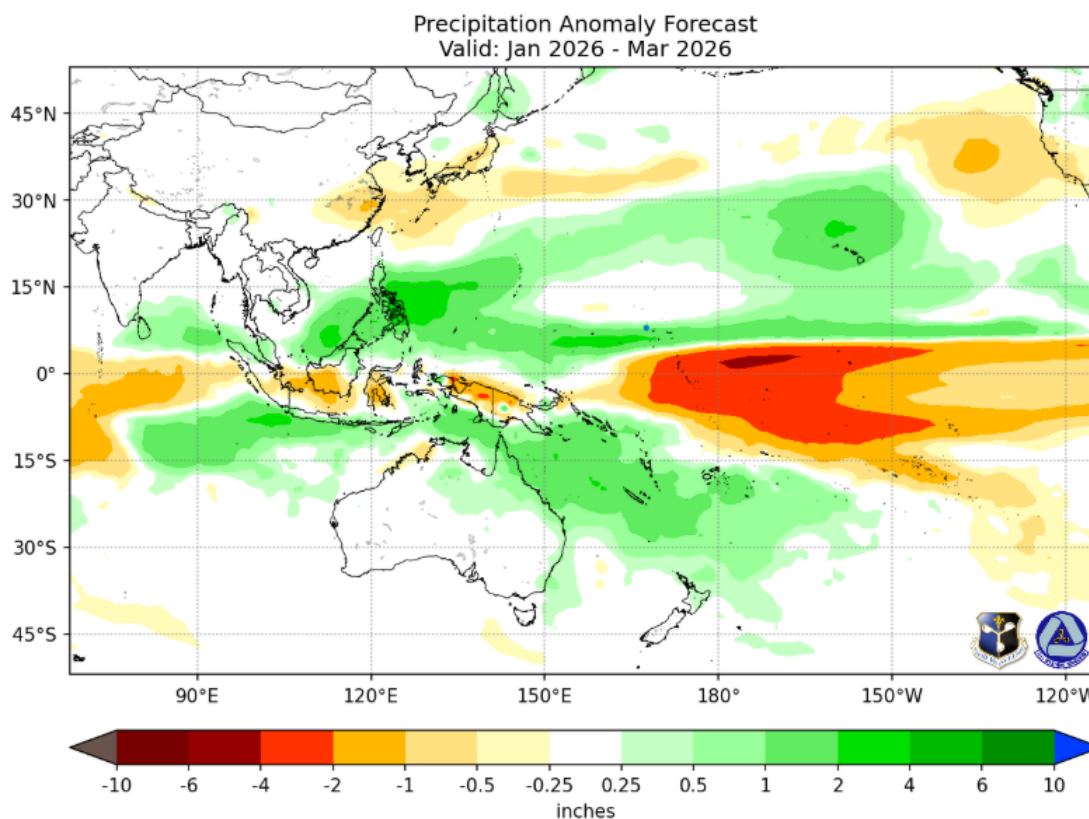 Precipitation Anomaly Forecast
Valid: Jan 2026 - Mar 2026
45°N
30°N
15°N
0°
15°S
30°S
45°S
90°E 120°E 150°E 180° 150°W 120°W
-10 -6 -4 -2 -1 -0.5 -0.25 0.25 0.5 1 2 4 6 10
inches